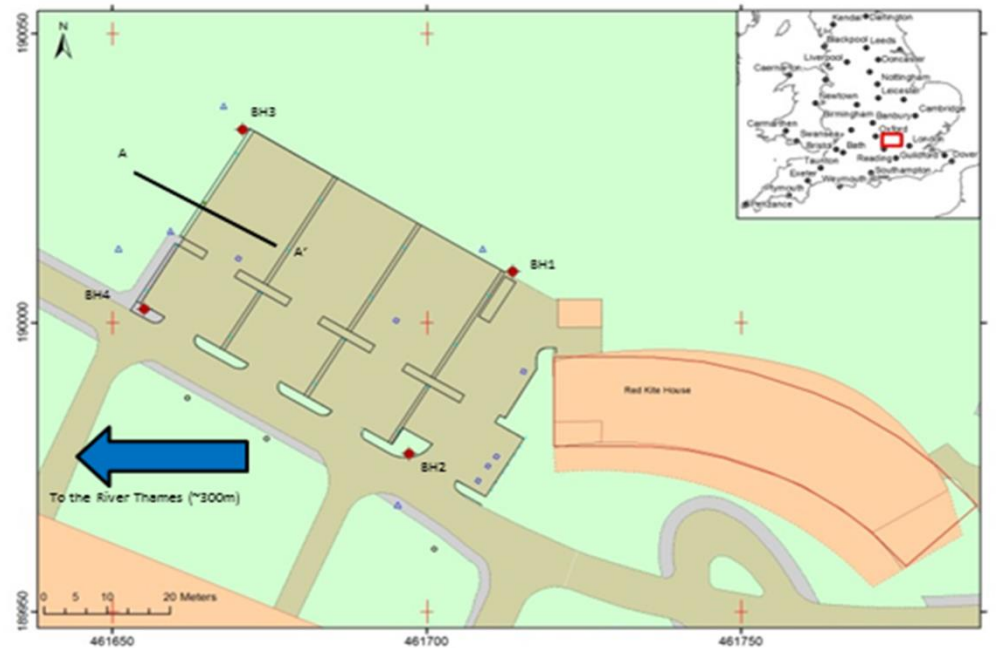 190050
190000
189950
N
BH3
A
A'
BH1
BH4
BH2
Red Kite House
To the River Thames (~300m)
0 5 10 20 Meters
461650 461700 461750
Kendal Darlington
Blackpool Leeds
Liverpool Doncaster
Nottingham
Leicester
Newtown
Birmingham Banbury Cambridge
Carmarthen
Swansea Oxford
Bristol Bath London
Reading Guildford Dover
Taunton
Southampton
Exeter Weymouth
Plymouth
Penzance